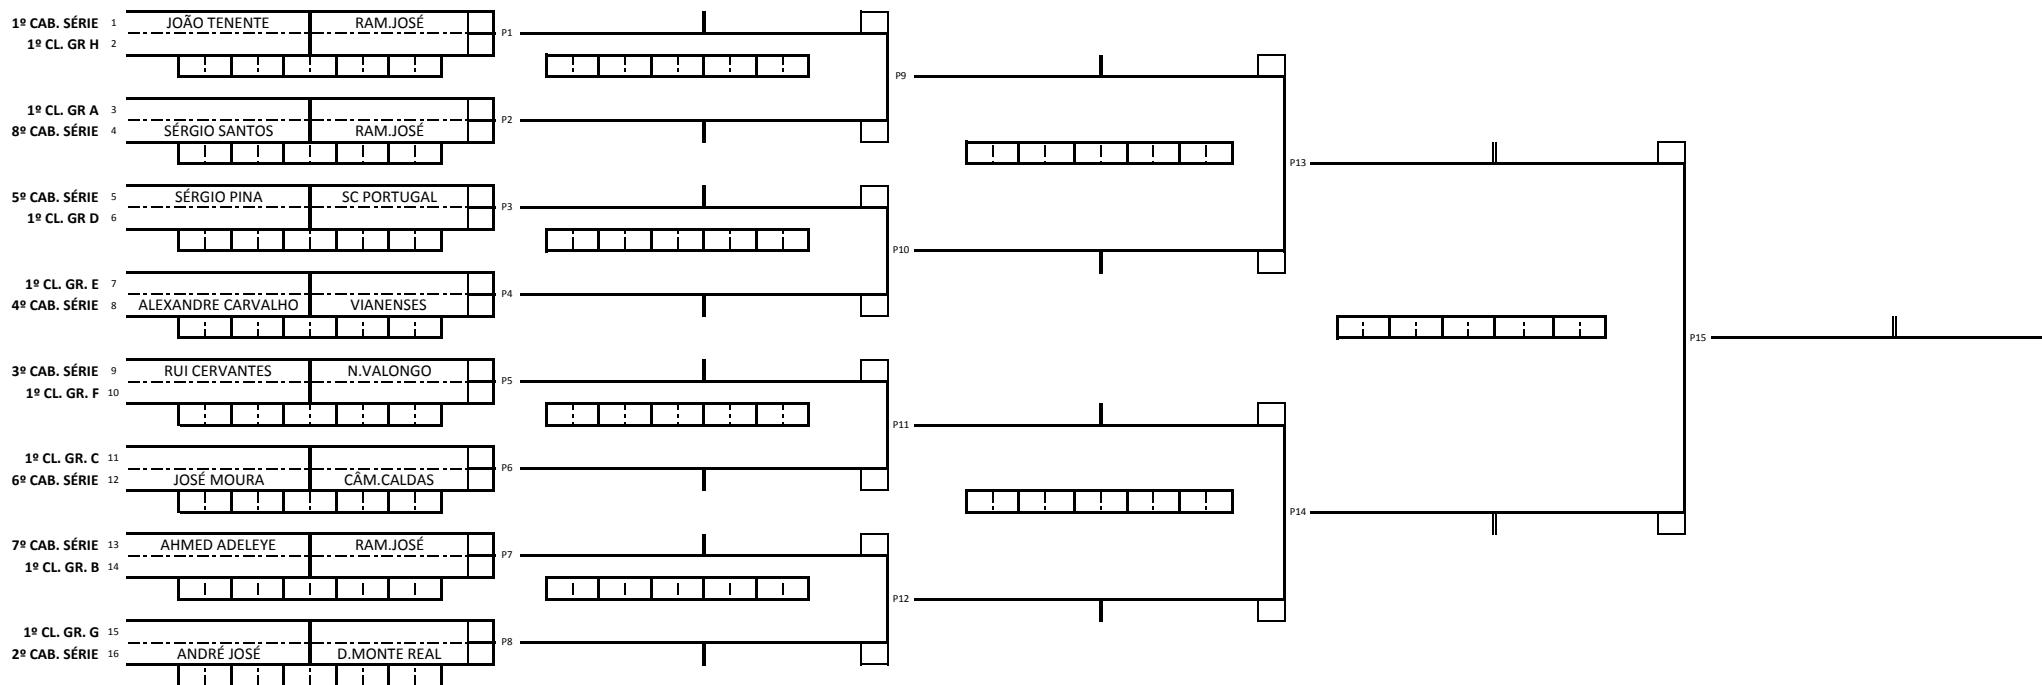 1º CAB. SÉRIE 1 JOÃO TENENTE RAM.JOSÉ
P1
1º CL. GR H 2
P9
1º CL. GR A 3
P2
8º CAB. SÉRIE 4 SÉRGIO SANTOS RAM.JOSÉ
P13
5º CAB. SÉRIE 5 SÉRGIO PINA SC PORTUGAL
P3
1º CL. GR D 6
P10
1º CL. GR. E 7
P4
4º CAB. SÉRIE 8 ALEXANDRE CARVALHO VIANENSES
P15
3º CAB. SÉRIE 9 RUI CERVANTES N.VALONGO
P5
1º CL. GR. F 10
P11
1º CL. GR. C 11
P6
6º CAB. SÉRIE 12 JOSÉ MOURA CÂM.CALDAS
P14
7º CAB. SÉRIE 13 AHMED ADELEYE RAM.JOSÉ
P7
1º CL. GR. B 14
P12
1º CL. GR. G 15
P8
2º CAB. SÉRIE 16 ANDRÉ JOSÉ D.MONTE REAL